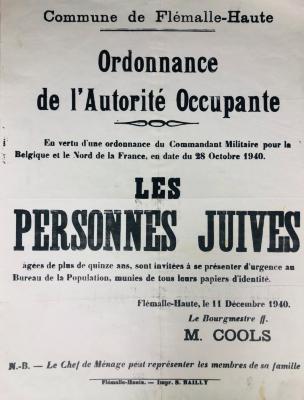 Commune de Flémalle-Haute
Ordonnance
de l'Autorité Occupante
En vertu d'une ordonnance du Commandant Militaire pour la
Belgique et le Nord de la France, en date du 28 Octobre 1940.
LES
PERSONNES JUIVES
âgées de plus de quinze ans, sont invitées à se présenter d'urgence au
Bureau de la Population, munies de tous leurs papiers d'identité.
Flémalle-Haute, le 11 Décembre 1940.
Le Bourgmestre ff.
M. COOLS
N.-B. — Le Chef de Ménage peut représenter les membres de sa famille
Flémalle-Haute. — Impr. S. BAILLY